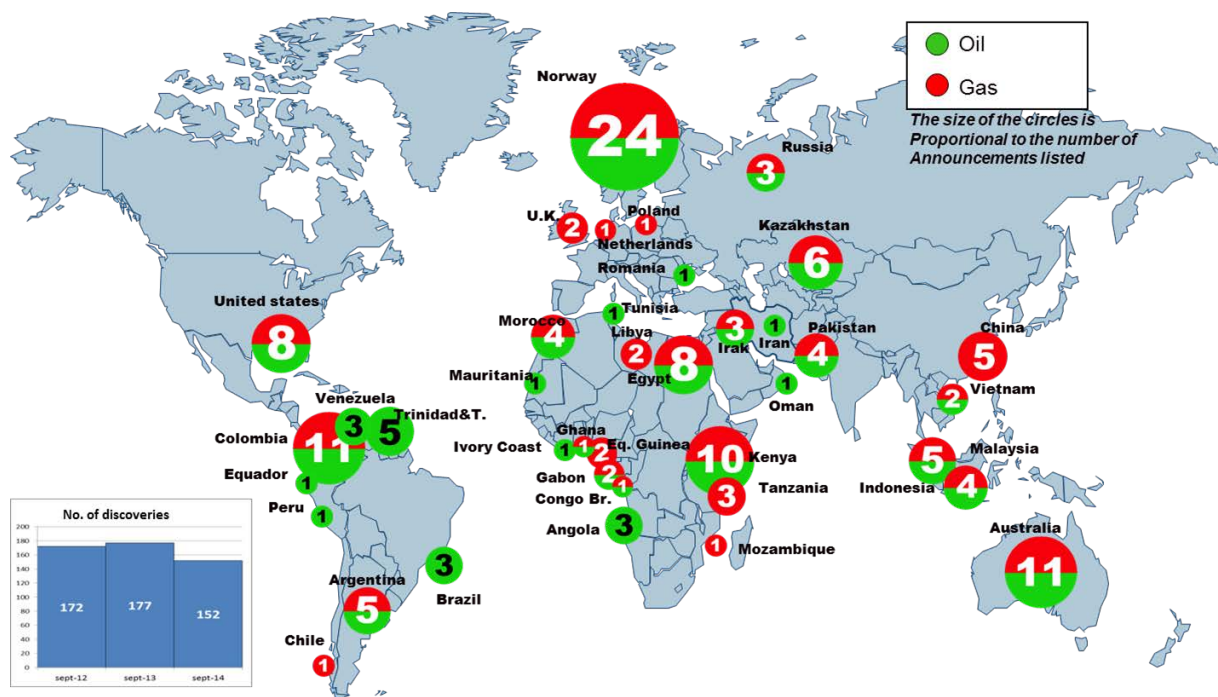 Oil
Gas
The size of the circles is
Proportional to the number of
Announcements listed
Norway
24
Russia
3
U.K.
2
Poland
1
1
Netherlands
Kazakhstan
6
Romania
1
United states
8
Tunisia
1
Morocco
4
Libya
2
Egypt
8
3
Irak
1
Iran
Pakistan
4
China
5
Mauritania
1
1
Oman
Vietnam
2
Venezuela
3
Trinidad&T.
5
Colombia
11
Ghana
1
Ivory Coast
1
Eq. Guinea
2
Kenya
10
Malaysia
5
Equador
1
Gabon
2
Congo Br.
1
Tanzania
3
Indonesia
4
Peru
1
Angola
3
1
Mozambique
Australia
11
3
Brazil
Argentina
5
Chile
1
No. of discoveries
200
180
160
140
120
100
80
60
40
20
0
172
177
152
sept-12
sept-13
sept-14